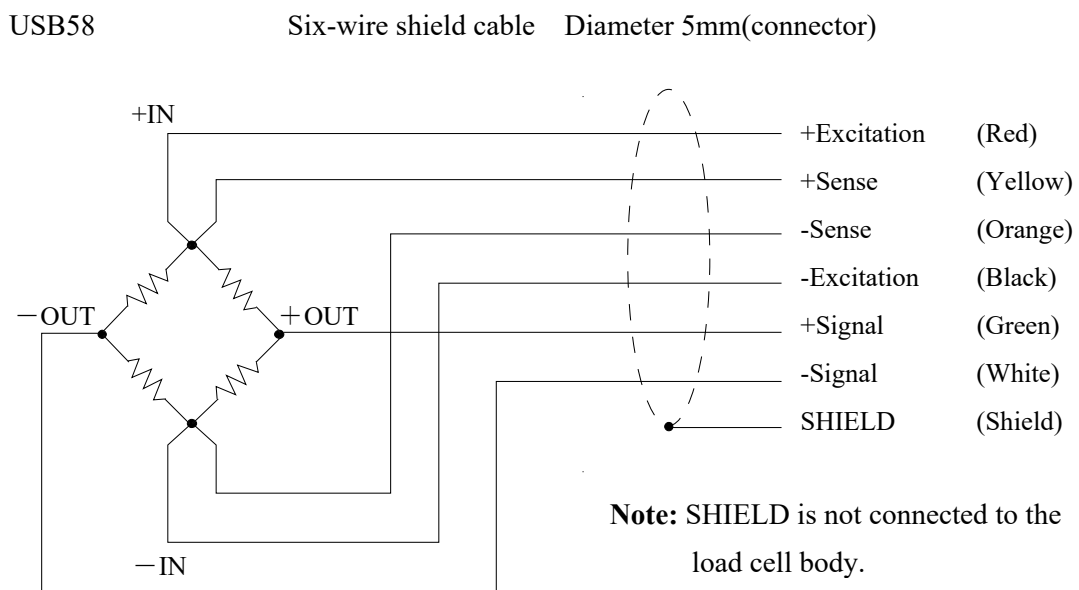 USB58 Six-wire shield cable Diameter 5mm(connector)
+IN
+Excitation (Red)
+Sense (Yellow)
-Sense (Orange)
-Excitation (Black)
－OUT ＋OUT +Signal (Green)
-Signal (White)
SHIELD (Shield)
Note: SHIELD is not connected to the
load cell body.
－IN